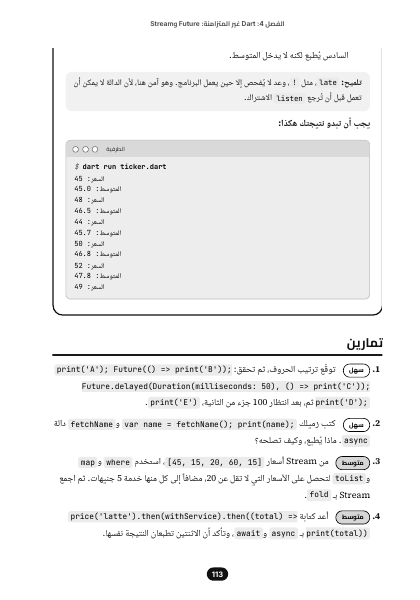 الفصل 4: Dart غير المتزامنة: Future وStream
السادس يُطبع لكنه لا يدخل المتوسط.
تلميح: late، مثل !، وعد لا يُفحص إلا حين يعمل البرنامج. وهو آمن هنا، لأن الدالة لا يمكن أن
تعمل قبل أن تُرجع listen الاشتراك.
يجب أن تبدو نتيجتك هكذا:
الطرفية
$ dart run ticker.dart
السعر: 45
المتوسط: 45.0
السعر: 48
المتوسط: 46.5
السعر: 44
المتوسط: 45.7
السعر: 50
المتوسط: 46.8
السعر: 52
المتوسط: 47.8
السعر: 49
تمارين
1. سهل توقّع ترتيب الحروف، ثم تحقق: print('A'); Future(() => print('B'));
Future.delayed(Duration(milliseconds: 50), () => print('C'));
print('D'); ثم، بعد انتظار 100 جزء من الثانية، print('E').
2. سهل كتب زميلك var name = fetchName(); print(name); و fetchName دالة
async. ماذا يُطبع، وكيف تصلحه؟
3. متوسط من Stream أسعار [45, 15, 20, 60, 15]، استخدم where و map
و toList لتحصل على الأسعار التي لا تقل عن 20، مضافاً إلى كل منها خدمة 5 جنيهات. ثم اجمع
Stream بـ fold.
4. متوسط أعد كتابة price('latte').then(withService).then((total) =>
print(total)) بـ async و await، وتأكد أن الاثنتين تطبعان النتيجة نفسها.
113